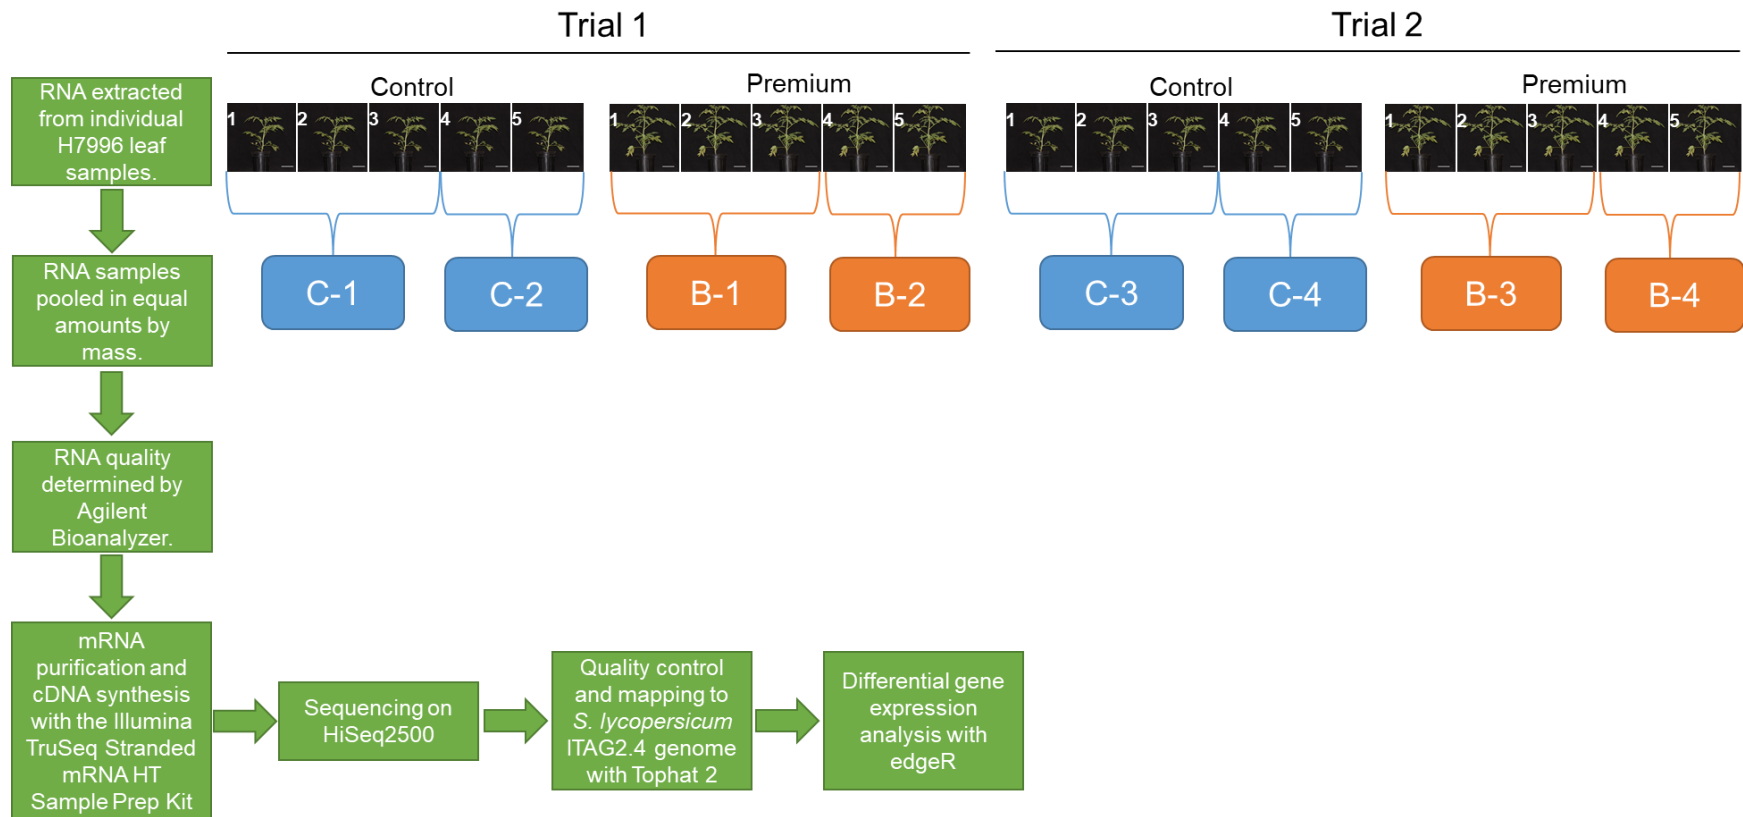 Trial 1
Trial 2
Control
Premium
Control
Premium
1 2 3 4 5
1 2 3 4 5
1 2 3 4 5
1 2 3 4 5
C-1
C-2
B-1
B-2
C-3
C-4
B-3
B-4
RNA extracted
from individual
H7996 leaf
samples.
RNA samples
pooled in equal
amounts by
mass.
RNA quality
determined by
Agilent
Bioanalyzer.
mRNA
purification and
cDNA synthesis
with the Illumina
TruSeq Stranded
mRNA HT
Sample Prep Kit
Sequencing on
HiSeq2500
Quality control
and mapping to
S. lycopersicum
ITAG2.4 genome
with Tophat 2
Differential gene
expression
analysis with
edgeR